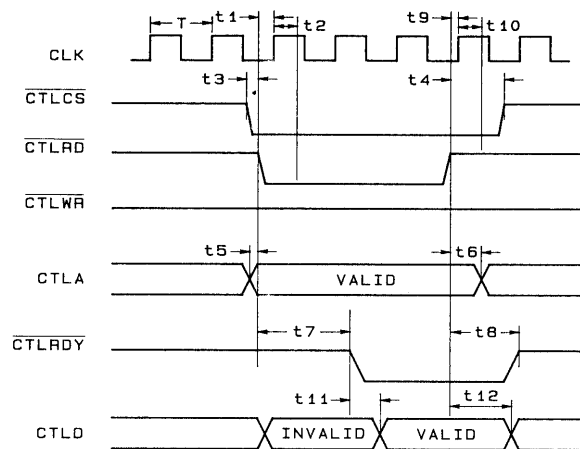 T t1 t2 t9 t10
CLK
t3 t4
CTLCS
CTLRD
CTLWR
t5 t6
CTLA VALID
t7 t8
CTLRDY
t11 t12
CTLD INVALID VALID